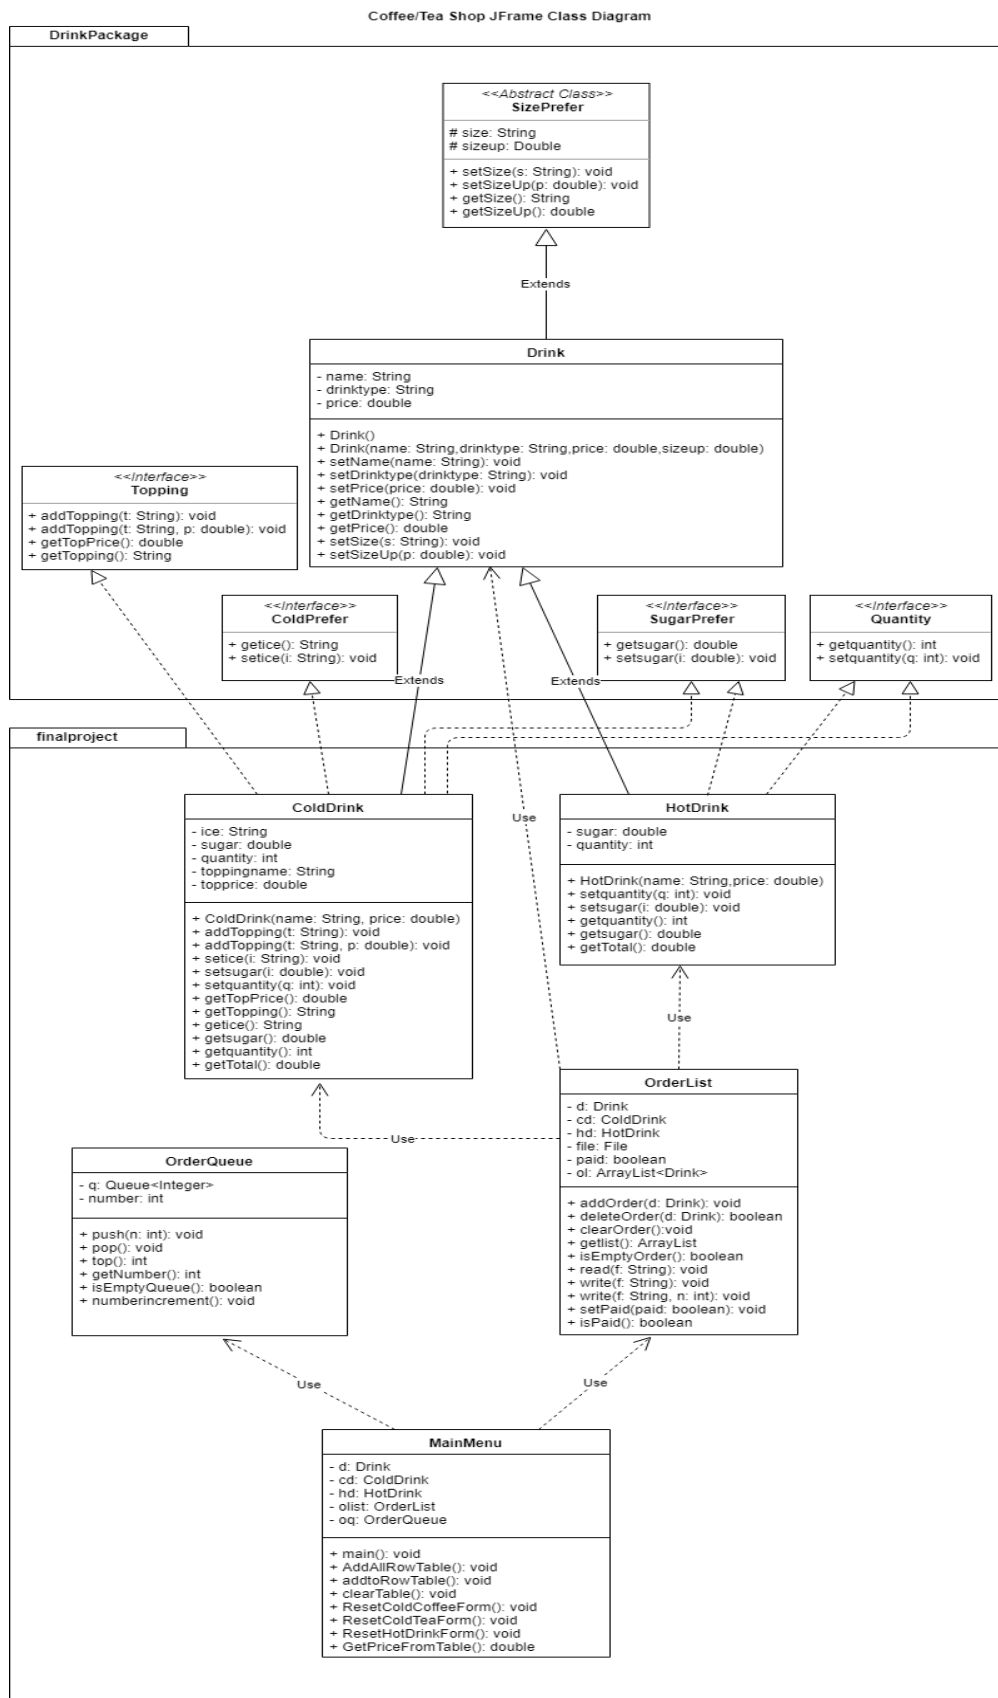 Coffee/Tea Shop JFrame Class Diagram
DrinkPackage
<<Abstract Class>>
SizePrefer
# size: String
# sizeup: Double
+ setSize(s: String): void
+ setSizeUp(p: double): void
+ getSize(): String
+ getSizeUp(): double
Extends
Drink
- name: String
- drinktype: String
- price: double
+ Drink()
+ Drink(name: String,drinktype: String,price: double,sizeup: double)
+ setName(name: String): void
+ setDrinktype(drinktype: String): void
+ setPrice(price: double): void
+ getName(): String
+ getDrinktype(): String
+ getPrice(): double
+ setSize(s: String): void
+ setSizeUp(p: double): void
<<Interface>>
Topping
+ addTopping(t: String): void
+ addTopping(t: String, p: double): void
+ getTopPrice(): double
+ getTopping(): String
<<Interface>>
ColdPrefer
+ getice(): String
+ setice(i: String): void
<<Interface>>
SugarPrefer
+ getsugar(): double
+ setsugar(i: double): void
<<Interface>>
Quantity
+ getquantity(): int
+ setquantity(q: int): void
Extends
Extends
finalproject
ColdDrink
- ice: String
- sugar: double
- quantity: int
- toppingname: String
- topprice: double
+ ColdDrink(name: String, price: double)
+ addTopping(t: String): void
+ addTopping(t: String, p: double): void
+ setice(i: String): void
+ setsugar(i: double): void
+ setquantity(q: int): void
+ getTopPrice(): double
+ getTopping(): String
+ getice(): String
+ getsugar(): double
+ getquantity(): int
+ getTotal(): double
Use
HotDrink
- sugar: double
- quantity: int
+ HotDrink(name: String,price: double)
+ setquantity(q: int): void
+ setsugar(i: double): void
+ getquantity(): int
+ getsugar(): double
+ getTotal(): double
Use
OrderList
- d: Drink
- cd: ColdDrink
- hd: HotDrink
- file: File
- paid: boolean
- ol: ArrayList<Drink>
+ addOrder(d: Drink): void
+ deleteOrder(d: Drink): boolean
+ clearOrder():void
+ getlist(): ArrayList
+ isEmptyOrder(): boolean
+ read(f: String): void
+ write(f: String): void
+ write(f: String, n: int): void
+ setPaid(paid: boolean): void
+ isPaid(): boolean
Use
OrderQueue
- q: Queue<Integer>
- number: int
+ push(n: int): void
+ pop(): void
+ top(): int
+ getNumber(): int
+ isEmptyQueue(): boolean
+ numberincrement(): void
Use
Use
MainMenu
- d: Drink
- cd: ColdDrink
- hd: HotDrink
- olist: OrderList
- oq: OrderQueue
+ main(): void
+ AddAllRowTable(): void
+ addtoRowTable(): void
+ clearTable(): void
+ ResetColdCoffeeForm(): void
+ ResetColdTeaForm(): void
+ ResetHotDrinkForm(): void
+ GetPriceFromTable(): double